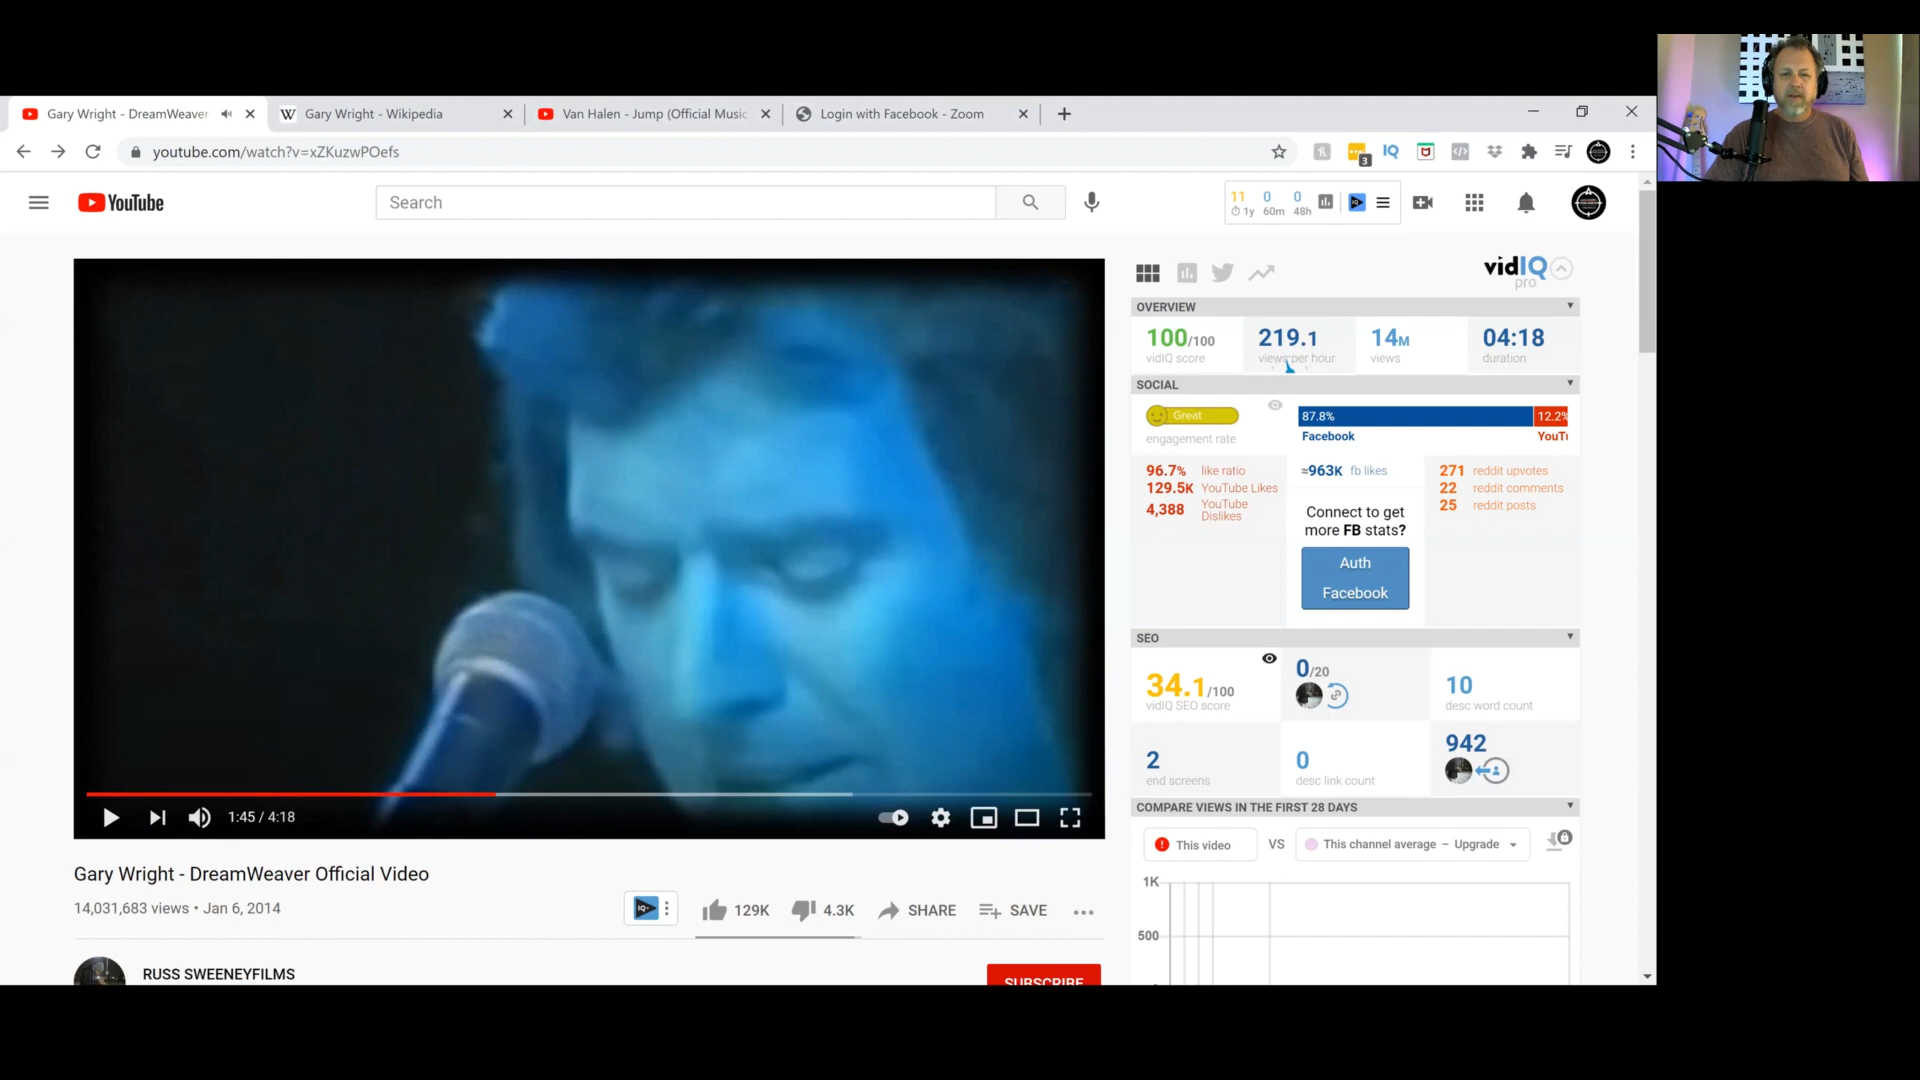 Gary Wright - DreamWeaver
Gary Wright - Wikipedia
Van Halen - Jump (Official Music
Login with Facebook - Zoom
youtube.com/watch?v=xZKuzwPOefs
3
IQ
YouTube
Search
11 0 0
1y 60m 48h
IQ
vidIQ
pro
OVERVIEW
100/100
vidIQ score
219.1
views per hour
14M
views
04:18
duration
SOCIAL
Great
engagement rate
87.8%
12.2%
Facebook
YouT
96.7% like ratio
129.5K YouTube Likes
4,388 YouTube
Dislikes
≈963K fb likes
Connect to get
more FB stats?
Auth
Facebook
271 reddit upvotes
22 reddit comments
25 reddit posts
SEO
34.1/100
vidIQ SEO score
0/20
10
desc word count
2
end screens
0
desc link count
942
COMPARE VIEWS IN THE FIRST 28 DAYS
This video
VS
This channel average – Upgrade
1K
500
1:45 / 4:18
Gary Wright - DreamWeaver Official Video
14,031,683 views • Jan 6, 2014
IQ
129K
4.3K
SHARE
SAVE
RUSS SWEENEYFILMS
SUBSCRIBE